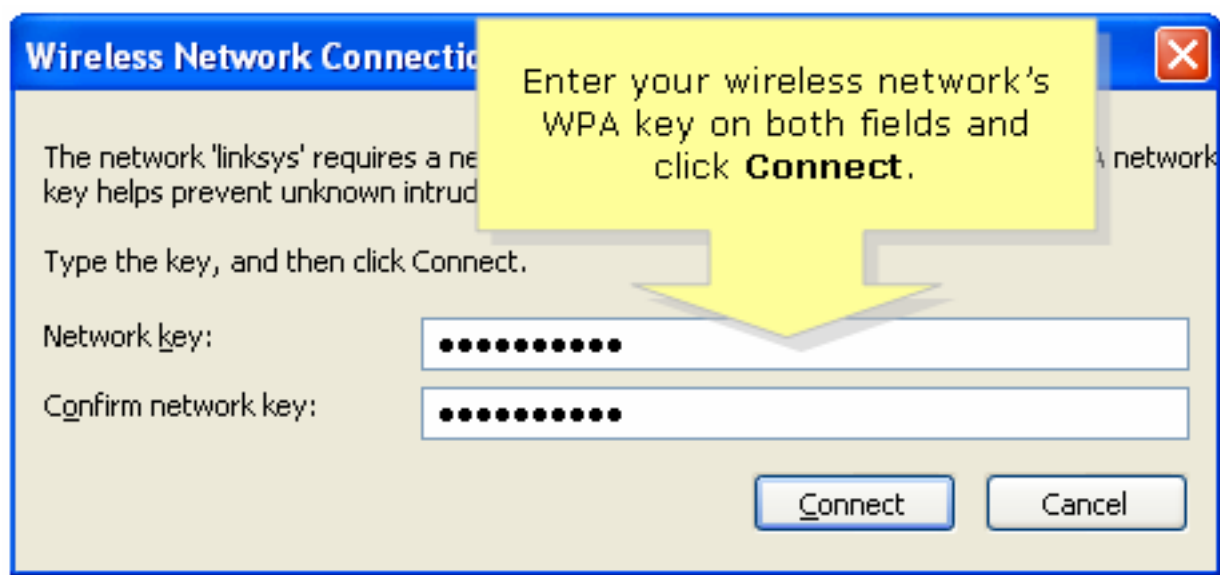 Wireless Network Connectio
Enter your wireless network's
WPA key on both fields and
click Connect.
The network 'linksys' requires a ne
network
key helps prevent unknown intrud
Type the key, and then click Connect.
Network key:
••••••••••
Confirm network key:
••••••••••
Connect
Cancel